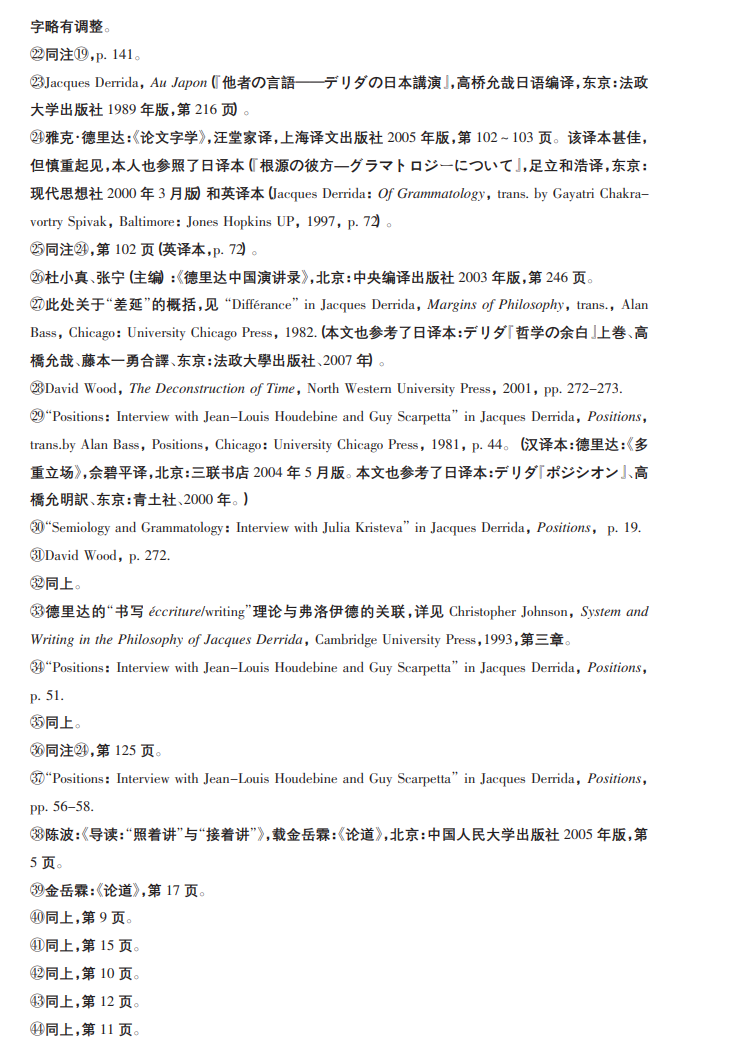 字略有调整。
㉒同注⑲,p. 141。
㉓Jacques Derrida, Au Japon (『他者の言語——デリダの日本講演』,高桥允哉日语编译,东京:法政
大学出版社 1989 年版,第 216 页) 。
㉔雅克·德里达:《论文字学》,汪堂家译,上海译文出版社 2005 年版,第 102 ~ 103 页。该译本甚佳,
但慎重起见,本人也参照了日译本 (『根源の彼方—グラマトロジーについて』,足立和浩译,东京:
现代思想社 2000 年 3 月版) 和英译本 (Jacques Derrida: Of Grammatology, trans. by Gayatri Chakra-
vortry Spivak, Baltimore: Jones Hopkins UP, 1997, p. 72) 。
㉕同注㉔,第 102 页 (英译本,p. 72) 。
㉖杜小真、张宁 (主编) :《德里达中国演讲录》,北京:中央编译出版社 2003 年版,第 246 页。
㉗此处关于“差延”的概括,见 “Différance” in Jacques Derrida, Margins of Philosophy, trans., Alan
Bass, Chicago: University Chicago Press, 1982. (本文也参考了日译本:デリダ『哲学の余白』上巻、高
橋允哉、藤本一勇合譯、东京:法政大學出版社、2007 年) 。
㉘David Wood, The Deconstruction of Time, North Western University Press, 2001, pp. 272-273.
㉙“Positions: Interview with Jean-Louis Houdebine and Guy Scarpetta” in Jacques Derrida, Positions,
trans.by Alan Bass, Positions, Chicago: University Chicago Press, 1981, p. 44。 (汉译本:德里达:《多
重立场》,佘碧平译,北京:三联书店 2004 年 5 月版。本文也参考了日译本:デリダ『ポジシオン』、高
橋允明訳、东京:青土社、2000 年。)
㉚“Semiology and Grammatology: Interview with Julia Kristeva” in Jacques Derrida, Positions, p. 19.
㉛David Wood, p. 272.
㉜同上。
㉝德里达的“书写 éccriture/writing”理论与弗洛伊德的关联,详见 Christopher Johnson, System and
Writing in the Philosophy of Jacques Derrida, Cambridge University Press,1993,第三章。
㉞“Positions: Interview with Jean-Louis Houdebine and Guy Scarpetta” in Jacques Derrida, Positions,
p. 51.
㉟同上。
㊱同注㉔,第 125 页。
㊲“Positions: Interview with Jean-Louis Houdebine and Guy Scarpetta” in Jacques Derrida, Positions,
pp. 56-58.
㊳陈波:《导读:“照着讲”与“接着讲”》,载金岳霖:《论道》,北京:中国人民大学出版社 2005 年版,第
5 页。
㊴金岳霖:《论道》,第 17 页。
㊵同上,第 9 页。
㊶同上,第 15 页。
㊷同上,第 10 页。
㊸同上,第 12 页。
㊹同上,第 11 页。